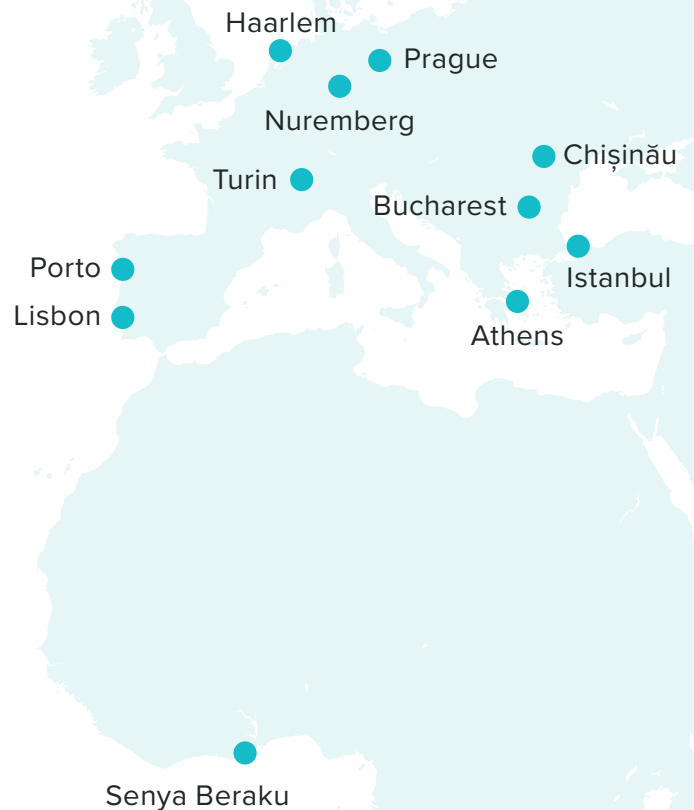 Haarlem
Prague
Nuremberg
Chișinău
Turin
Bucharest
Porto
Istanbul
Lisbon
Athens
Senya Beraku